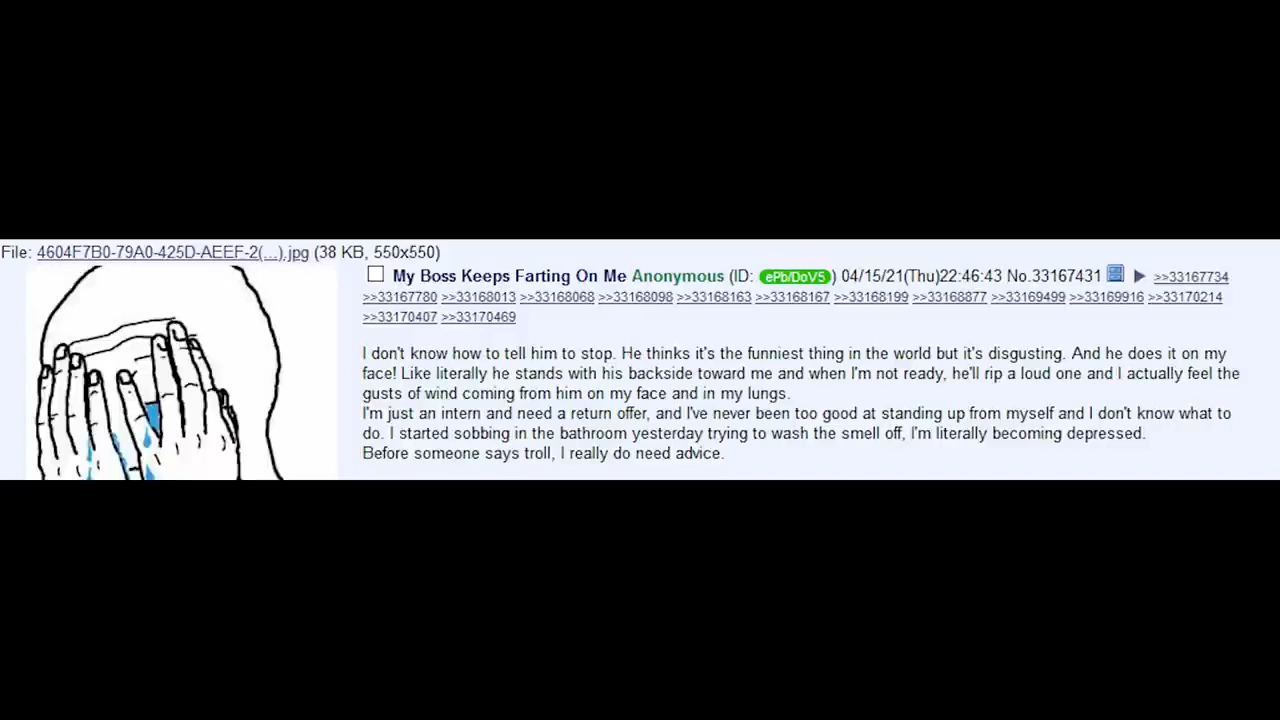 File: 4604F7B0-79A0-425D-AEEF-2(...).jpg (38 KB, 550x550)
My Boss Keeps Farting On Me Anonymous (ID: ePb/DoV5) 04/15/21(Thu)22:46:43 No.33167431 >>33167734
>>33167780 >>33168013 >>33168068 >>33168098 >>33168163 >>33168167 >>33168199 >>33168877 >>33169499 >>33169916 >>33170214
>>33170407 >>33170469
I don't know how to tell him to stop. He thinks it's the funniest thing in the world but it's disgusting. And he does it on my
face! Like literally he stands with his backside toward me and when I'm not ready, he'll rip a loud one and I actually feel the
gusts of wind coming from him on my face and in my lungs.
I'm just an intern and need a return offer, and I've never been too good at standing up from myself and I don't know what to
do. I started sobbing in the bathroom yesterday trying to wash the smell off, I'm literally becoming depressed.
Before someone says troll, I really do need advice.